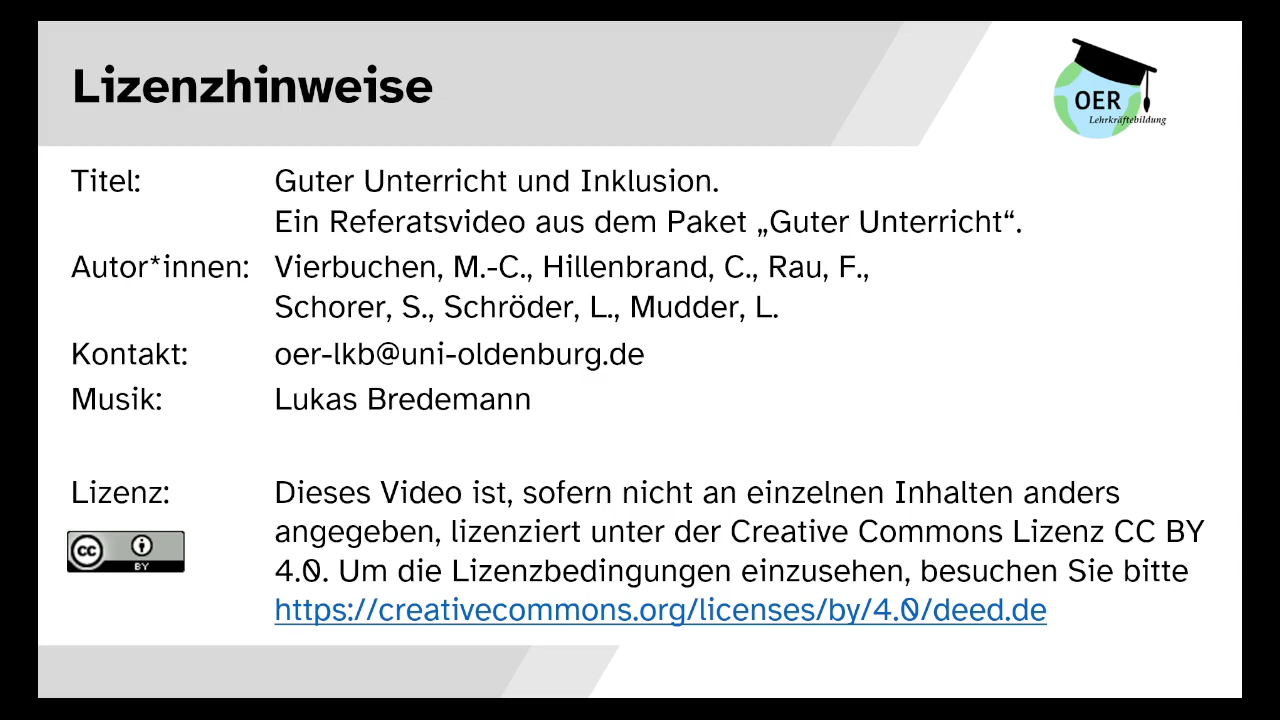 Lizenzhinweise
OER
Lehrkräftebildung
Titel: Guter Unterricht und Inklusion.
Ein Referatsvideo aus dem Paket „Guter Unterricht“.
Autor*innen: Vierbuchen, M.-C., Hillenbrand, C., Rau, F.,
Schorer, S., Schröder, L., Mudder, L.
Kontakt: oer-lkb@uni-oldenburg.de
Musik: Lukas Bredemann
Lizenz: Dieses Video ist, sofern nicht an einzelnen Inhalten anders
angegeben, lizenziert unter der Creative Commons Lizenz CC BY
4.0. Um die Lizenzbedingungen einzusehen, besuchen Sie bitte
https://creativecommons.org/licenses/by/4.0/deed.de
cc
BY